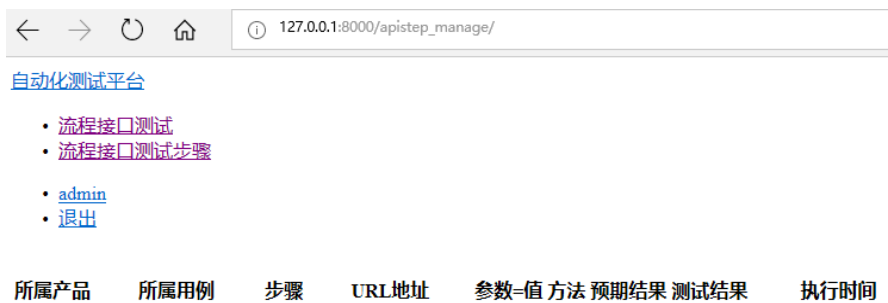 127.0.0.1:8000/apistep_manage/
自动化测试平台
流程接口测试
流程接口测试步骤
admin
退出
所属产品 所属用例 步骤 URL地址 参数=值 方法 预期结果 测试结果 执行时间